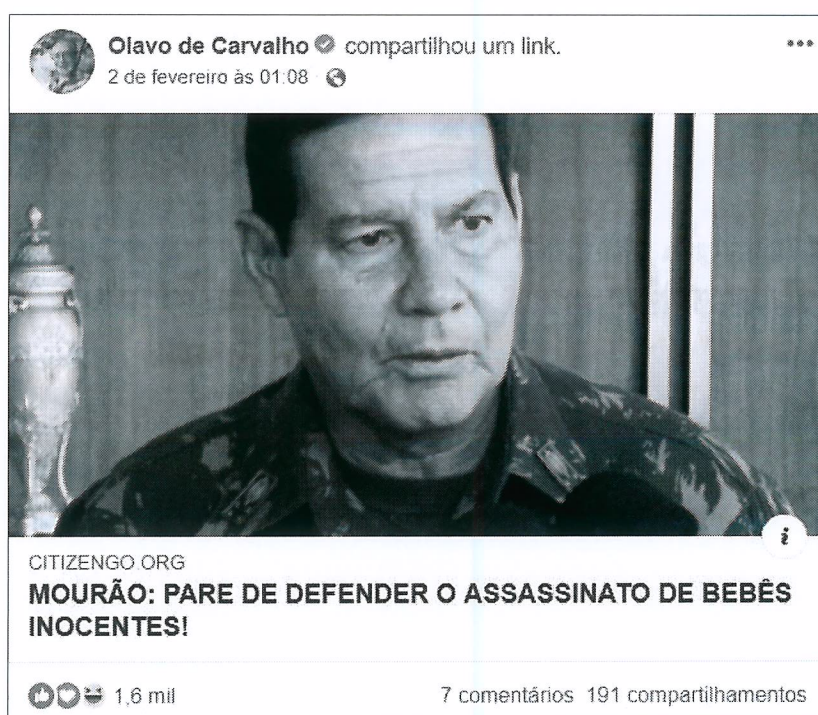 Olavo de Carvalho compartilhou um link.
2 de fevereiro às 01:08
i
CITIZENGO.ORG
MOURÃO: PARE DE DEFENDER O ASSASSINATO DE BEBÊS
INOCENTES!
1,6 mil 7 comentários 191 compartilhamentos